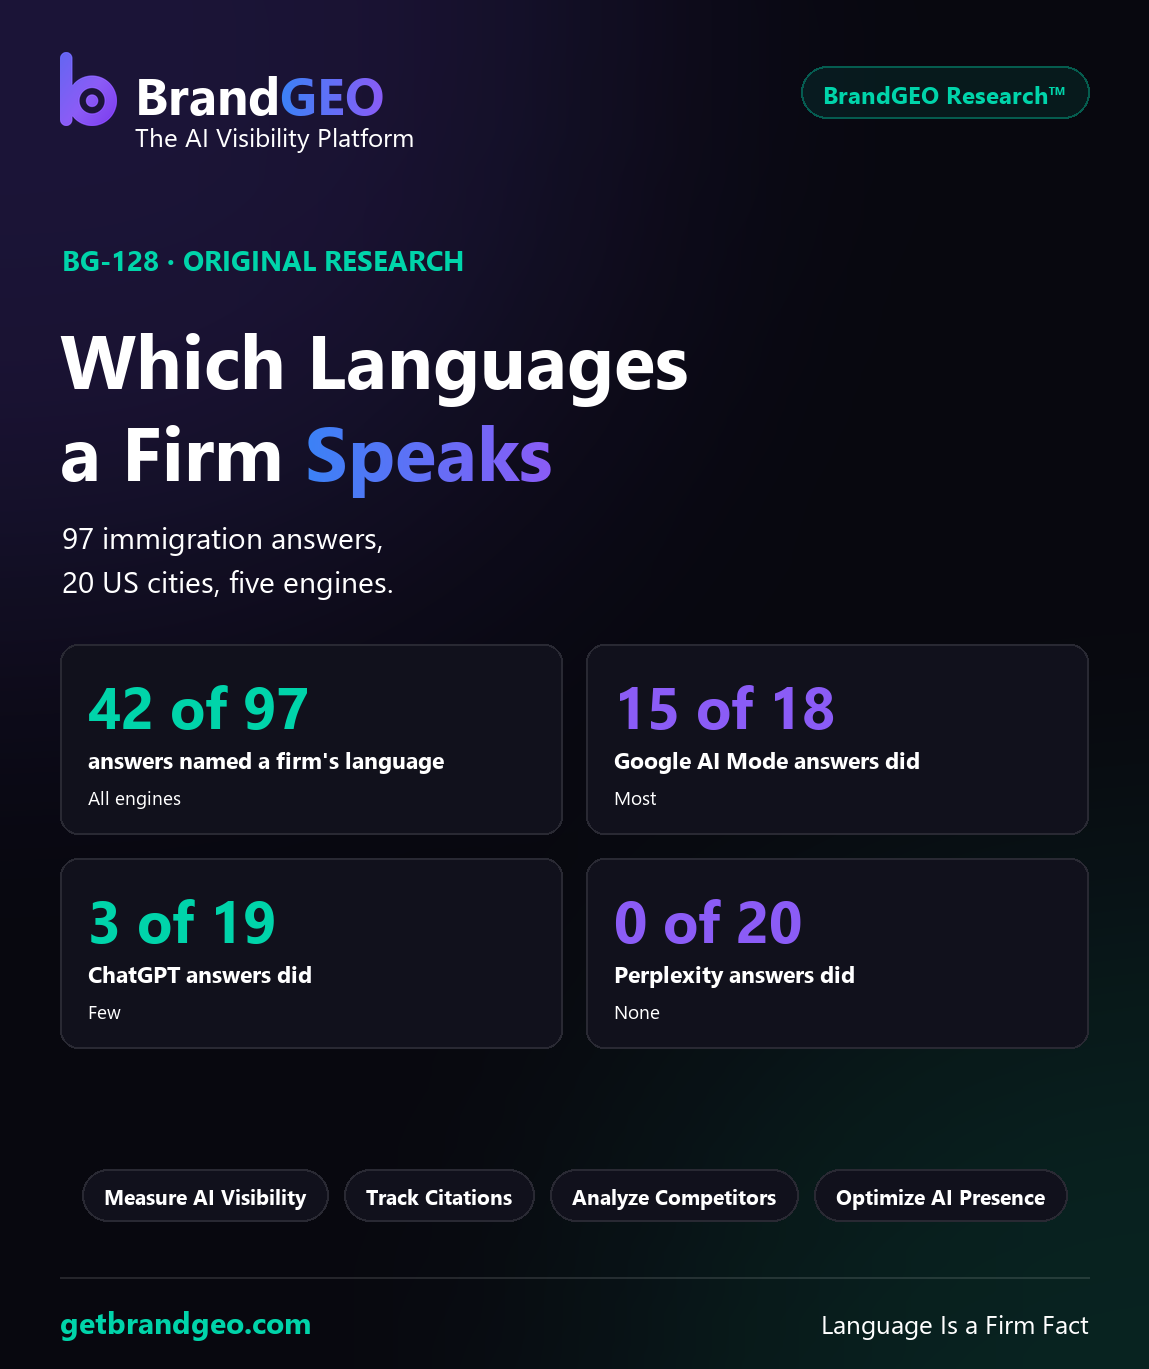 BrandGEO
The AI Visibility Platform
BrandGEO Research™
BG-128 · ORIGINAL RESEARCH
Which Languages
a Firm Speaks
97 immigration answers,
20 US cities, five engines.
42 of 97
answers named a firm's language
All engines
15 of 18
Google AI Mode answers did
Most
3 of 19
ChatGPT answers did
Few
0 of 20
Perplexity answers did
None
Measure AI Visibility
Track Citations
Analyze Competitors
Optimize AI Presence
getbrandgeo.com
Language Is a Firm Fact